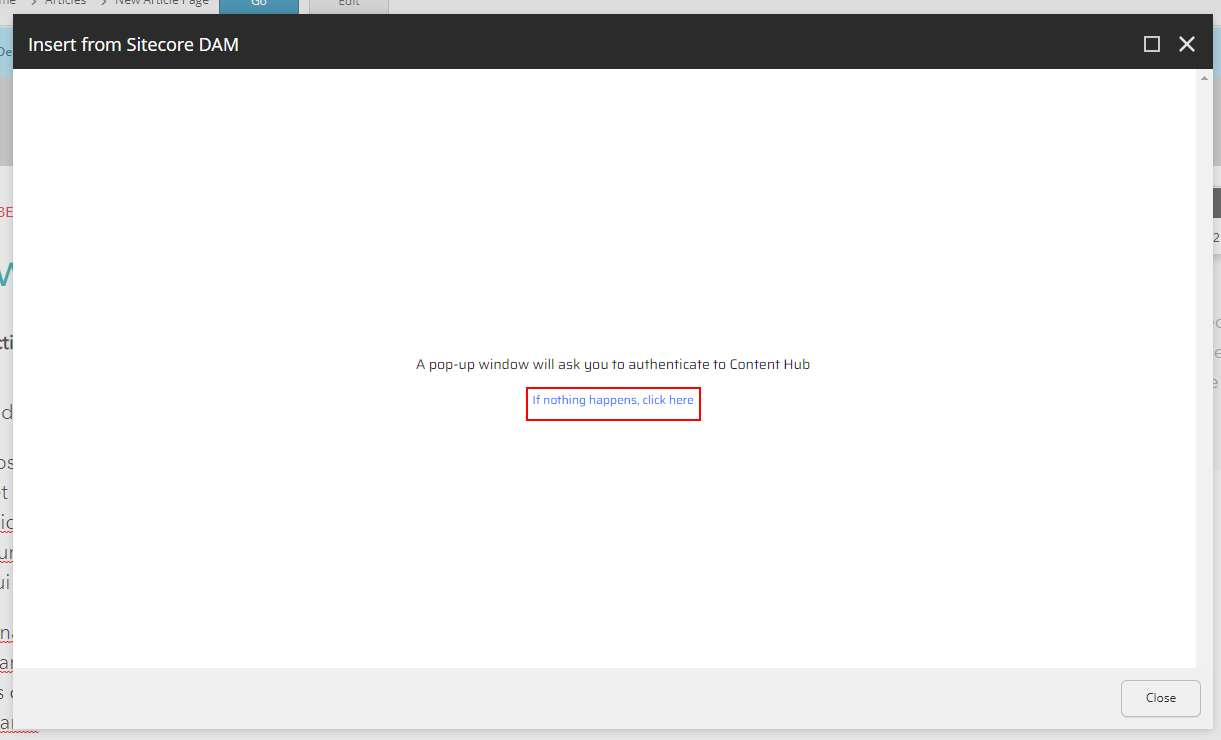 Articles
New Article Page
Go
Edit
Insert from Sitecore DAM
A pop-up window will ask you to authenticate to Content Hub
If nothing happens, click here
Close